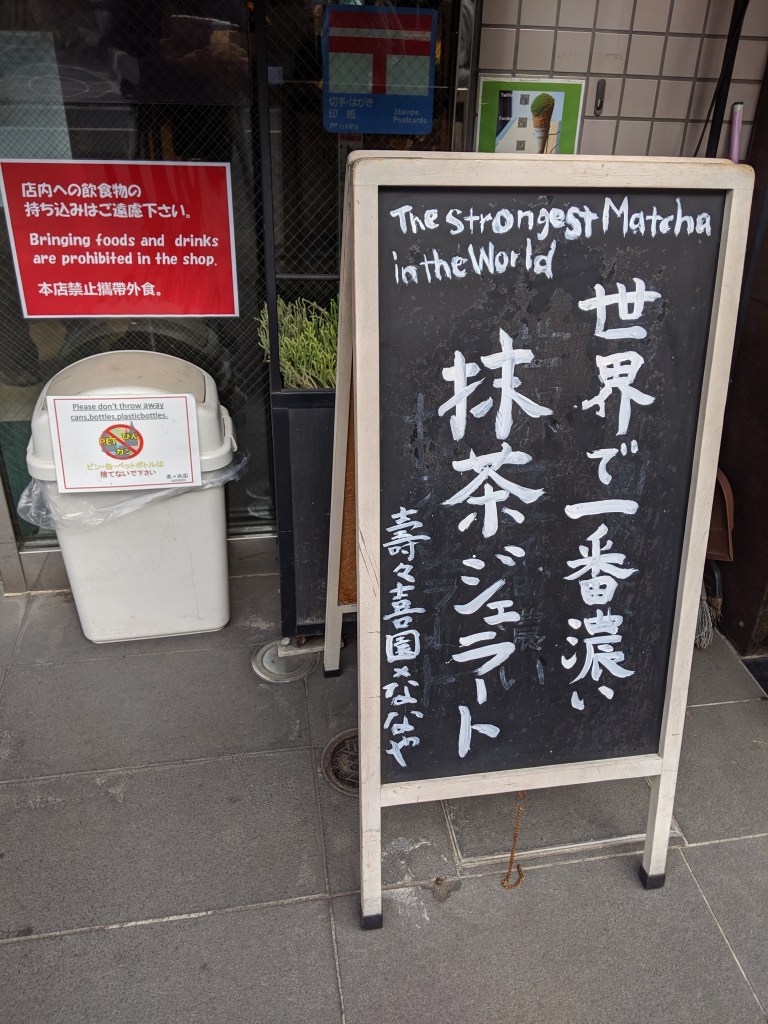 店内への飲食物の
持ち込みはご遠慮下さい。
Bringing foods and drinks
are prohibited in the shop.
本店禁止攜帶外食。
Please don't throw away
cans,bottles,plasticbottles.
PET びん
カン
ビン・缶・ペットボトルは
捨てないで下さい
切手・はがき
印紙
Stamps
Postcards
The strongest Matcha
in the World
世界で一番濃い
抹茶ジェラート
壽々喜園×ななや